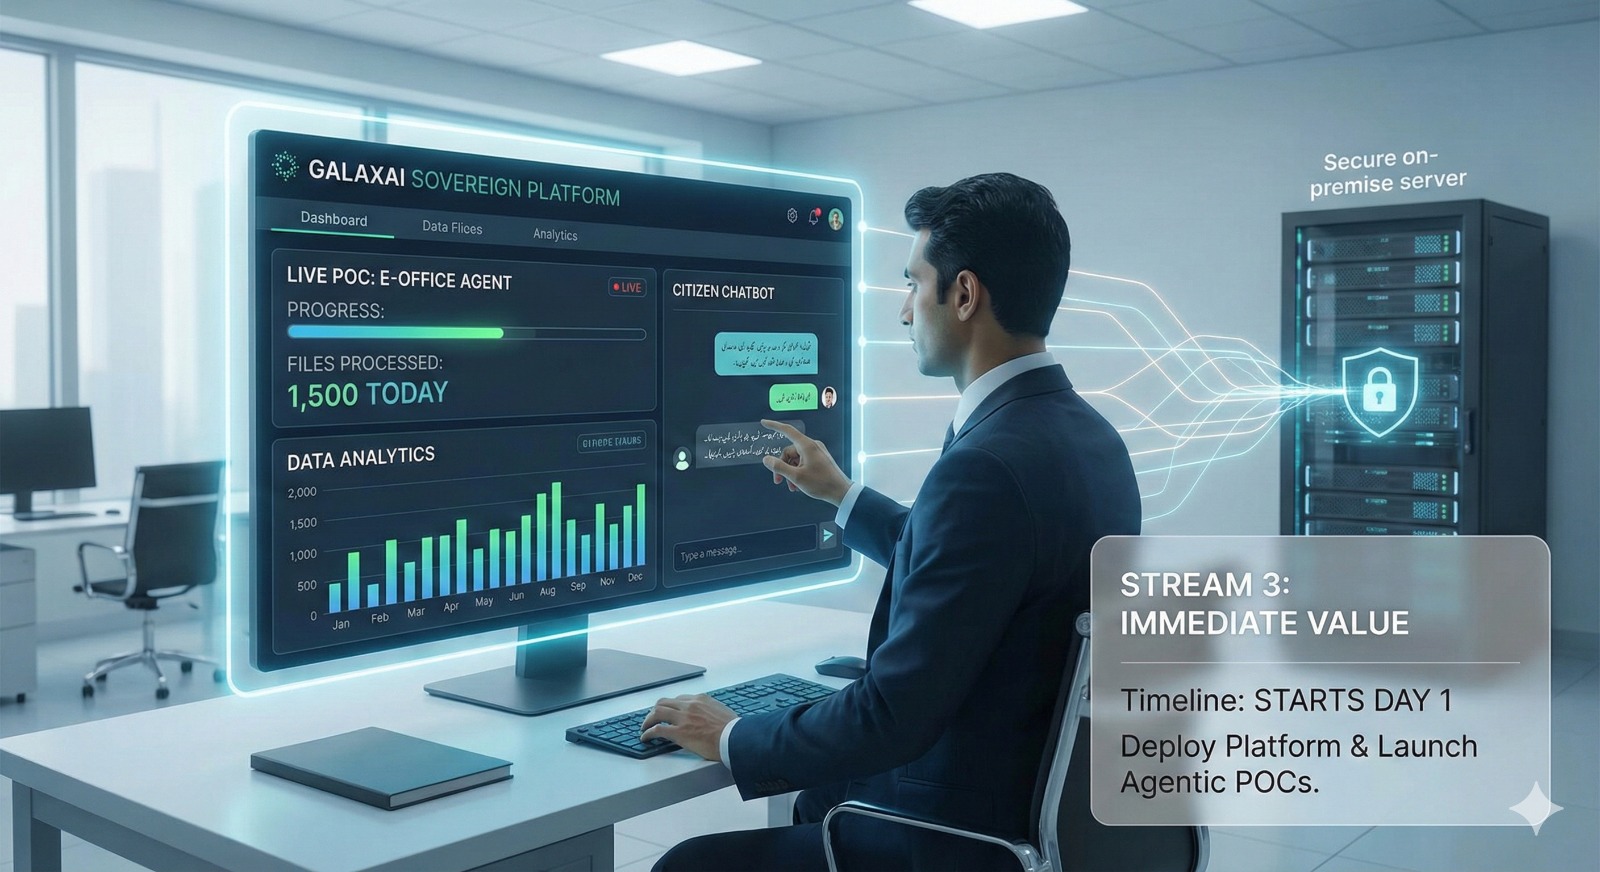 GALAXAI SOVEREIGN PLATFORM
Dashboard
Data Flices
Analytics
LIVE POC: E-OFFICE AGENT
LIVE
PROGRESS:
FILES PROCESSED:
1,500 TODAY
DATA ANALYTICS
2,000
1,500
1,000
500
0
Jan Feb Mar Apr May Jun Aug Sep Nov Dec
CITIZEN CHATBOT
Type a message...
Secure on-
premise server
STREAM 3:
IMMEDIATE VALUE
Timeline: STARTS DAY 1
Deploy Platform & Launch
Agentic POCs.